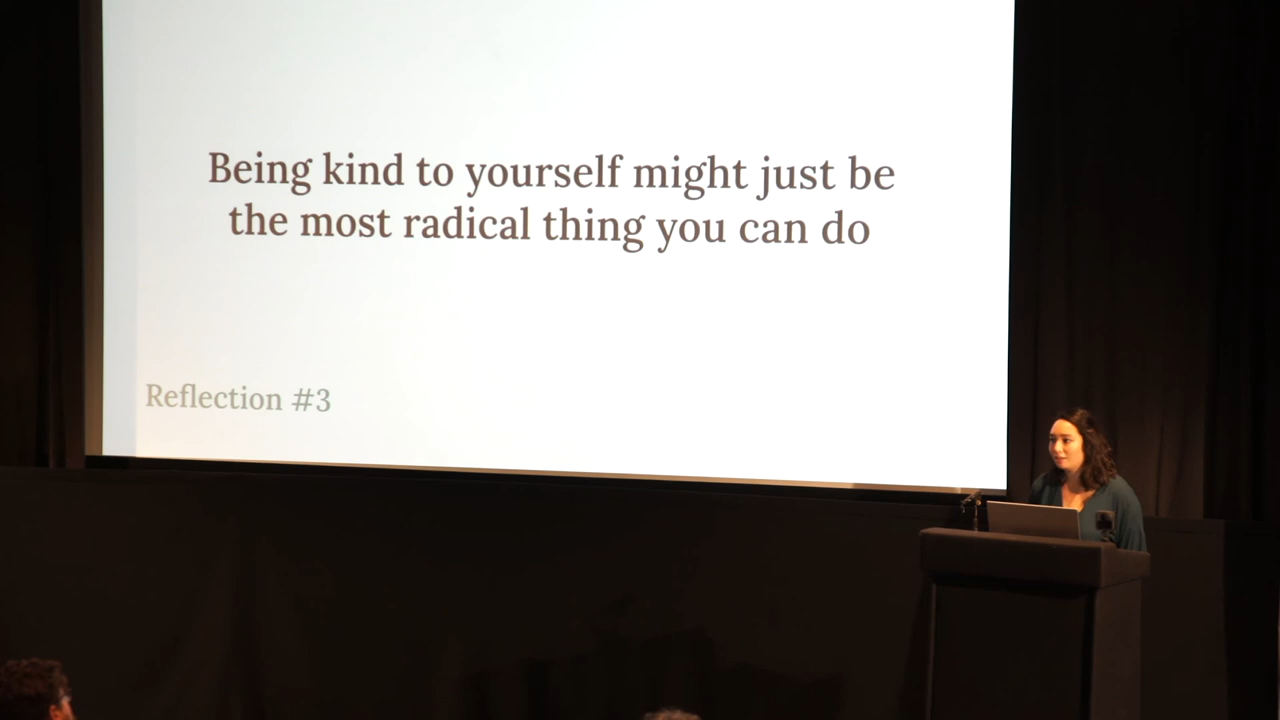 Being kind to yourself might just be
the most radical thing you can do
Reflection #3